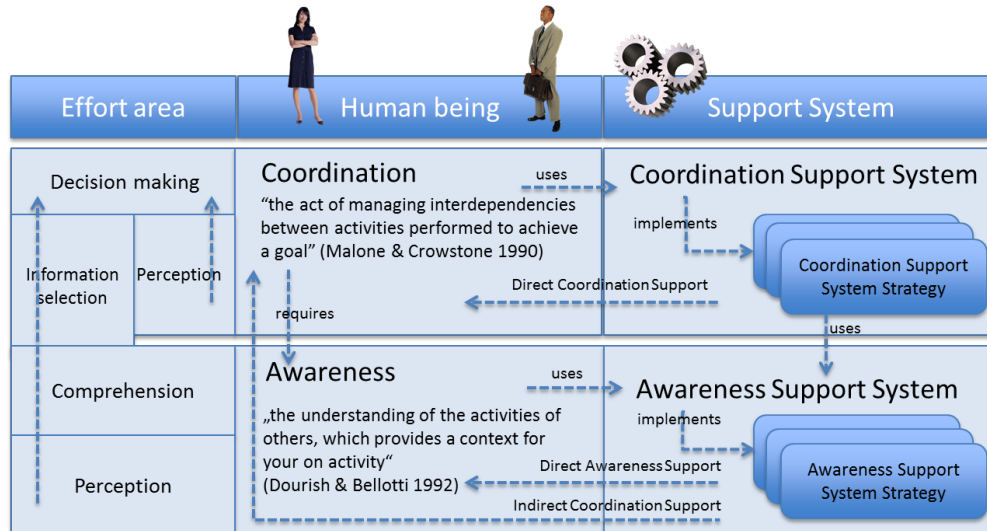 Effort area
Human being
Support System
Decision making
Information
selection
Perception
Comprehension
Perception
Coordination
“the act of managing interdependencies
between activities performed to achieve
a goal” (Malone & Crowstone 1990)
uses
Coordination Support System
implements
Coordination Support
System Strategy
Direct Coordination Support
requires
uses
Awareness
„the understanding of the activities of
others, which provides a context for
your on activity“
(Dourish & Bellotti 1992)
uses
Awareness Support System
implements
Awareness Support
System Strategy
Direct Awareness Support
Indirect Coordination Support